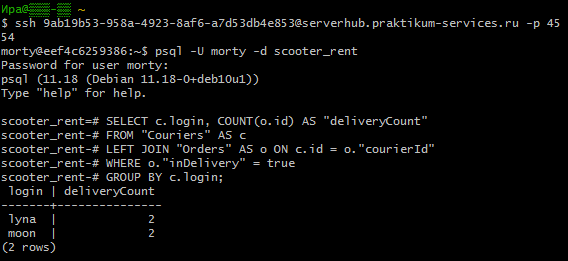 Ира@▒▒▒-▒▒ ~
$ ssh 9ab19b53-958a-4923-8af6-a7d53db4e853@serverhub.praktikum-services.ru -p 45
54
morty@eef4c6259386:~$ psql -U morty -d scooter_rent
Password for user morty:
psql (11.18 (Debian 11.18-0+deb10u1))
Type "help" for help.
scooter_rent=# SELECT c.login, COUNT(o.id) AS "deliveryCount"
scooter_rent-# FROM "Couriers" AS c
scooter_rent-# LEFT JOIN "Orders" AS o ON c.id = o."courierId"
scooter_rent-# WHERE o."inDelivery" = true
scooter_rent-# GROUP BY c.login;
login | deliveryCount
-------+---------------
lyna | 2
moon | 2
(2 rows)